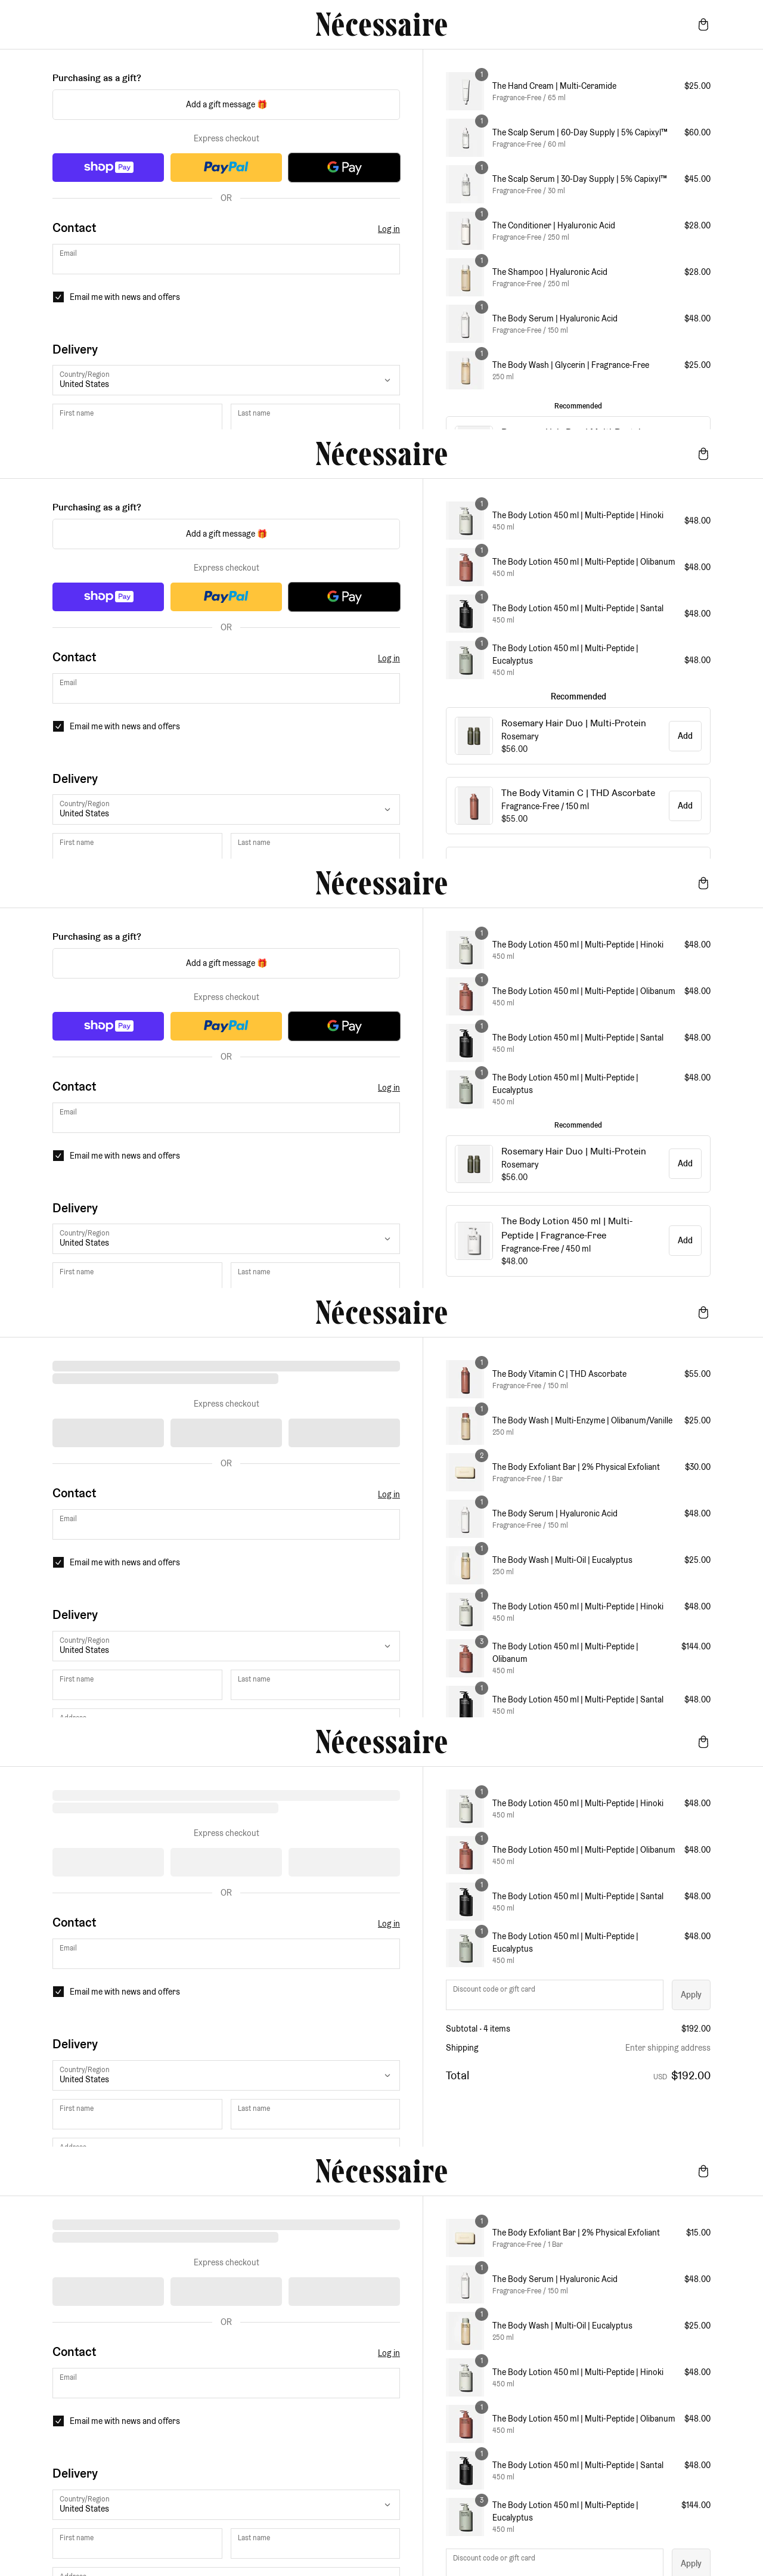 Nécessaire
Purchasing as a gift?
Add a gift message 🎁
Express checkout
shop Pay
PayPal
G Pay
OR
Contact
Log in
Email
Email me with news and offers
Delivery
Country/Region
United States
First name
Last name
1
The Hand Cream | Multi-Ceramide
Fragrance-Free / 65 ml
$25.00
1
The Scalp Serum | 60-Day Supply | 5% Capixyl™
Fragrance-Free / 60 ml
$60.00
1
The Scalp Serum | 30-Day Supply | 5% Capixyl™
Fragrance-Free / 30 ml
$45.00
1
The Conditioner | Hyaluronic Acid
Fragrance-Free / 250 ml
$28.00
1
The Shampoo | Hyaluronic Acid
Fragrance-Free / 250 ml
$28.00
1
The Body Serum | Hyaluronic Acid
Fragrance-Free / 150 ml
$48.00
1
The Body Wash | Glycerin | Fragrance-Free
250 ml
$25.00
Recommended
Nécessaire
Purchasing as a gift?
Add a gift message 🎁
Express checkout
shop Pay
PayPal
G Pay
OR
Contact
Log in
Email
Email me with news and offers
Delivery
Country/Region
United States
First name
Last name
1
The Body Lotion 450 ml | Multi-Peptide | Hinoki
450 ml
$48.00
1
The Body Lotion 450 ml | Multi-Peptide | Olibanum
450 ml
$48.00
1
The Body Lotion 450 ml | Multi-Peptide | Santal
450 ml
$48.00
1
The Body Lotion 450 ml | Multi-Peptide |
Eucalyptus
450 ml
$48.00
Recommended
Rosemary Hair Duo | Multi-Protein
Rosemary
$56.00
Add
The Body Vitamin C | THD Ascorbate
Fragrance-Free / 150 ml
$55.00
Add
Nécessaire
Purchasing as a gift?
Add a gift message 🎁
Express checkout
shop Pay
PayPal
G Pay
OR
Contact
Log in
Email
Email me with news and offers
Delivery
Country/Region
United States
First name
Last name
1
The Body Lotion 450 ml | Multi-Peptide | Hinoki
450 ml
$48.00
1
The Body Lotion 450 ml | Multi-Peptide | Olibanum
450 ml
$48.00
1
The Body Lotion 450 ml | Multi-Peptide | Santal
450 ml
$48.00
1
The Body Lotion 450 ml | Multi-Peptide |
Eucalyptus
450 ml
$48.00
Recommended
Rosemary Hair Duo | Multi-Protein
Rosemary
$56.00
Add
The Body Lotion 450 ml | Multi-
Peptide | Fragrance-Free
Fragrance-Free / 450 ml
$48.00
Add
Nécessaire
Express checkout
OR
Contact
Log in
Email
Email me with news and offers
Delivery
Country/Region
United States
First name
Last name
Address
1
The Body Vitamin C | THD Ascorbate
Fragrance-Free / 150 ml
$55.00
1
The Body Wash | Multi-Enzyme | Olibanum/Vanille
250 ml
$25.00
2
The Body Exfoliant Bar | 2% Physical Exfoliant
Fragrance-Free / 1 Bar
$30.00
1
The Body Serum | Hyaluronic Acid
Fragrance-Free / 150 ml
$48.00
1
The Body Wash | Multi-Oil | Eucalyptus
250 ml
$25.00
1
The Body Lotion 450 ml | Multi-Peptide | Hinoki
450 ml
$48.00
3
The Body Lotion 450 ml | Multi-Peptide |
Olibanum
450 ml
$144.00
1
The Body Lotion 450 ml | Multi-Peptide | Santal
450 ml
$48.00
Nécessaire
Express checkout
OR
Contact
Log in
Email
Email me with news and offers
Delivery
Country/Region
United States
First name
Last name
Address
1
The Body Lotion 450 ml | Multi-Peptide | Hinoki
450 ml
$48.00
1
The Body Lotion 450 ml | Multi-Peptide | Olibanum
450 ml
$48.00
1
The Body Lotion 450 ml | Multi-Peptide | Santal
450 ml
$48.00
1
The Body Lotion 450 ml | Multi-Peptide |
Eucalyptus
450 ml
$48.00
Discount code or gift card
Apply
Subtotal · 4 items
$192.00
Shipping
Enter shipping address
Total
USD $192.00
Nécessaire
Express checkout
OR
Contact
Log in
Email
Email me with news and offers
Delivery
Country/Region
United States
First name
Last name
Address
1
The Body Exfoliant Bar | 2% Physical Exfoliant
Fragrance-Free / 1 Bar
$15.00
1
The Body Serum | Hyaluronic Acid
Fragrance-Free / 150 ml
$48.00
1
The Body Wash | Multi-Oil | Eucalyptus
250 ml
$25.00
1
The Body Lotion 450 ml | Multi-Peptide | Hinoki
450 ml
$48.00
1
The Body Lotion 450 ml | Multi-Peptide | Olibanum
450 ml
$48.00
1
The Body Lotion 450 ml | Multi-Peptide | Santal
450 ml
$48.00
3
The Body Lotion 450 ml | Multi-Peptide |
Eucalyptus
450 ml
$144.00
Discount code or gift card
Apply